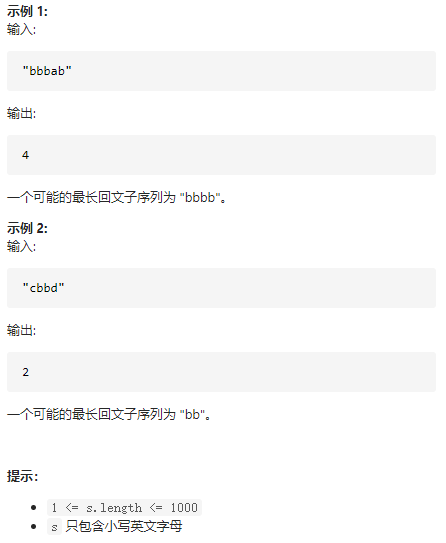 示例 1:
输入:
"bbbab"
输出:
4
一个可能的最长回文子序列为 "bbbb"。
示例 2:
输入:
"cbbd"
输出:
2
一个可能的最长回文子序列为 "bb"。
提示：
1 <= s.length <= 1000
s 只包含小写英文字母